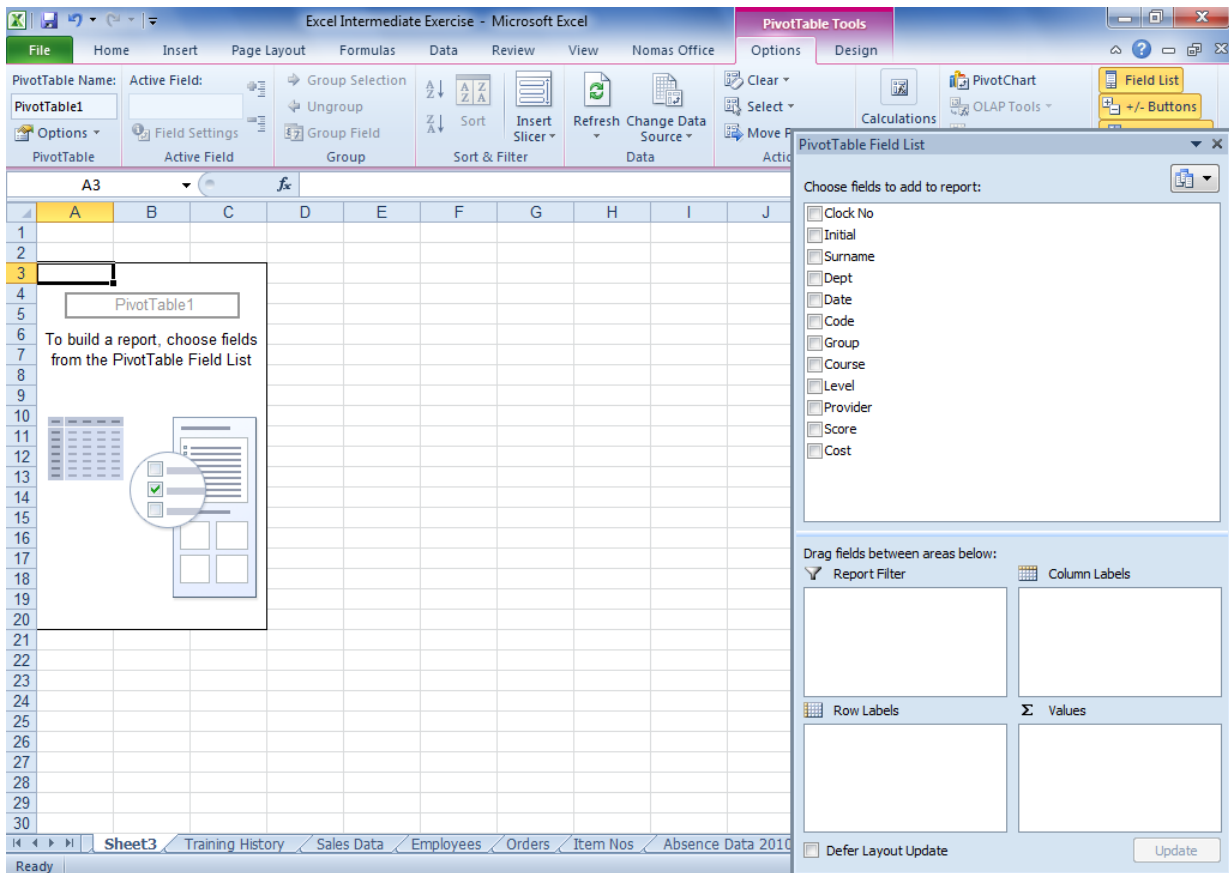 Excel Intermediate Exercise - Microsoft Excel
PivotTable Tools
File Home Insert Page Layout Formulas Data Review View Nomas Office Options Design
PivotTable Name: Active Field:
PivotTable1
Options
Field Settings
PivotTable
Active Field
Group Selection
Ungroup
Group Field
Group
Sort
Insert
Slicer
Sort & Filter
Refresh
Change Data
Source
Data
Clear
Select
Move
Calculations
PivotChart
OLAP Tools
Field List
+/- Buttons
A3
fx
A B C D E F G H I J
1
2
3
4
5
6
7
8
9
10
11
12
13
14
15
16
17
18
19
20
21
22
23
24
25
26
27
28
29
30
PivotTable1
To build a report, choose fields
from the PivotTable Field List
PivotTable Field List
Choose fields to add to report:
Clock No
Initial
Surname
Dept
Date
Code
Group
Course
Level
Provider
Score
Cost
Drag fields between areas below:
Report Filter
Column Labels
Row Labels
Σ Values
Defer Layout Update
Update
Sheet3 Training History Sales Data Employees Orders Item Nos Absence Data 2010
Ready